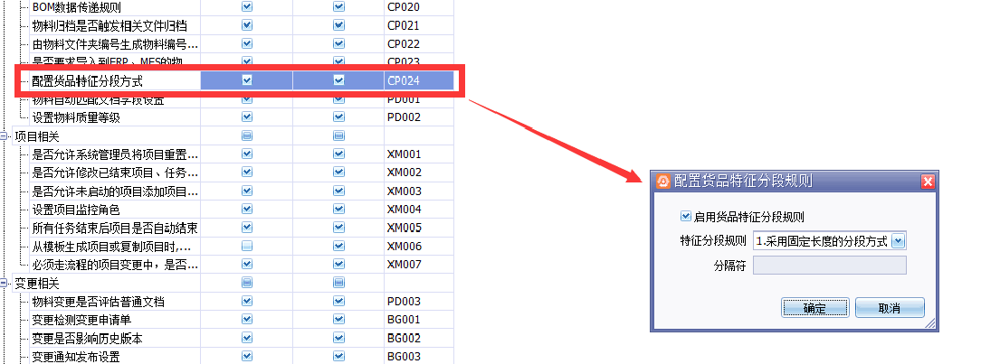 BOM数据传递规则 CP020
物料归档是否触发相关文件归档 CP021
由物料文件夹编号生成物料编号... CP022
是否要求导入到ERP、MES的物... CP023
配置货品特征分段方式 CP024
物料自动匹配文档字段设置 PD001
设置物料质量等级 PD002
项目相关
是否允许系统管理员将项目重置... XM001
是否允许修改已结束项目、任务... XM002
是否允许未启动的项目添加项目... XM003
设置项目监控角色 XM004
所有任务结束后项目是否自动结束 XM005
从模板生成项目或复制项目时,... XM006
必须走流程的项目变更中，是否... XM007
变更相关
物料变更是否评估普通文档 PD003
变更检测变更申请单 BG001
变更是否影响历史版本 BG002
变更通知发布设置 BG003
配置货品特征分段规则
启用货品特征分段规则
特征分段规则 1.采用固定长度的分段方式
分隔符
确定 取消